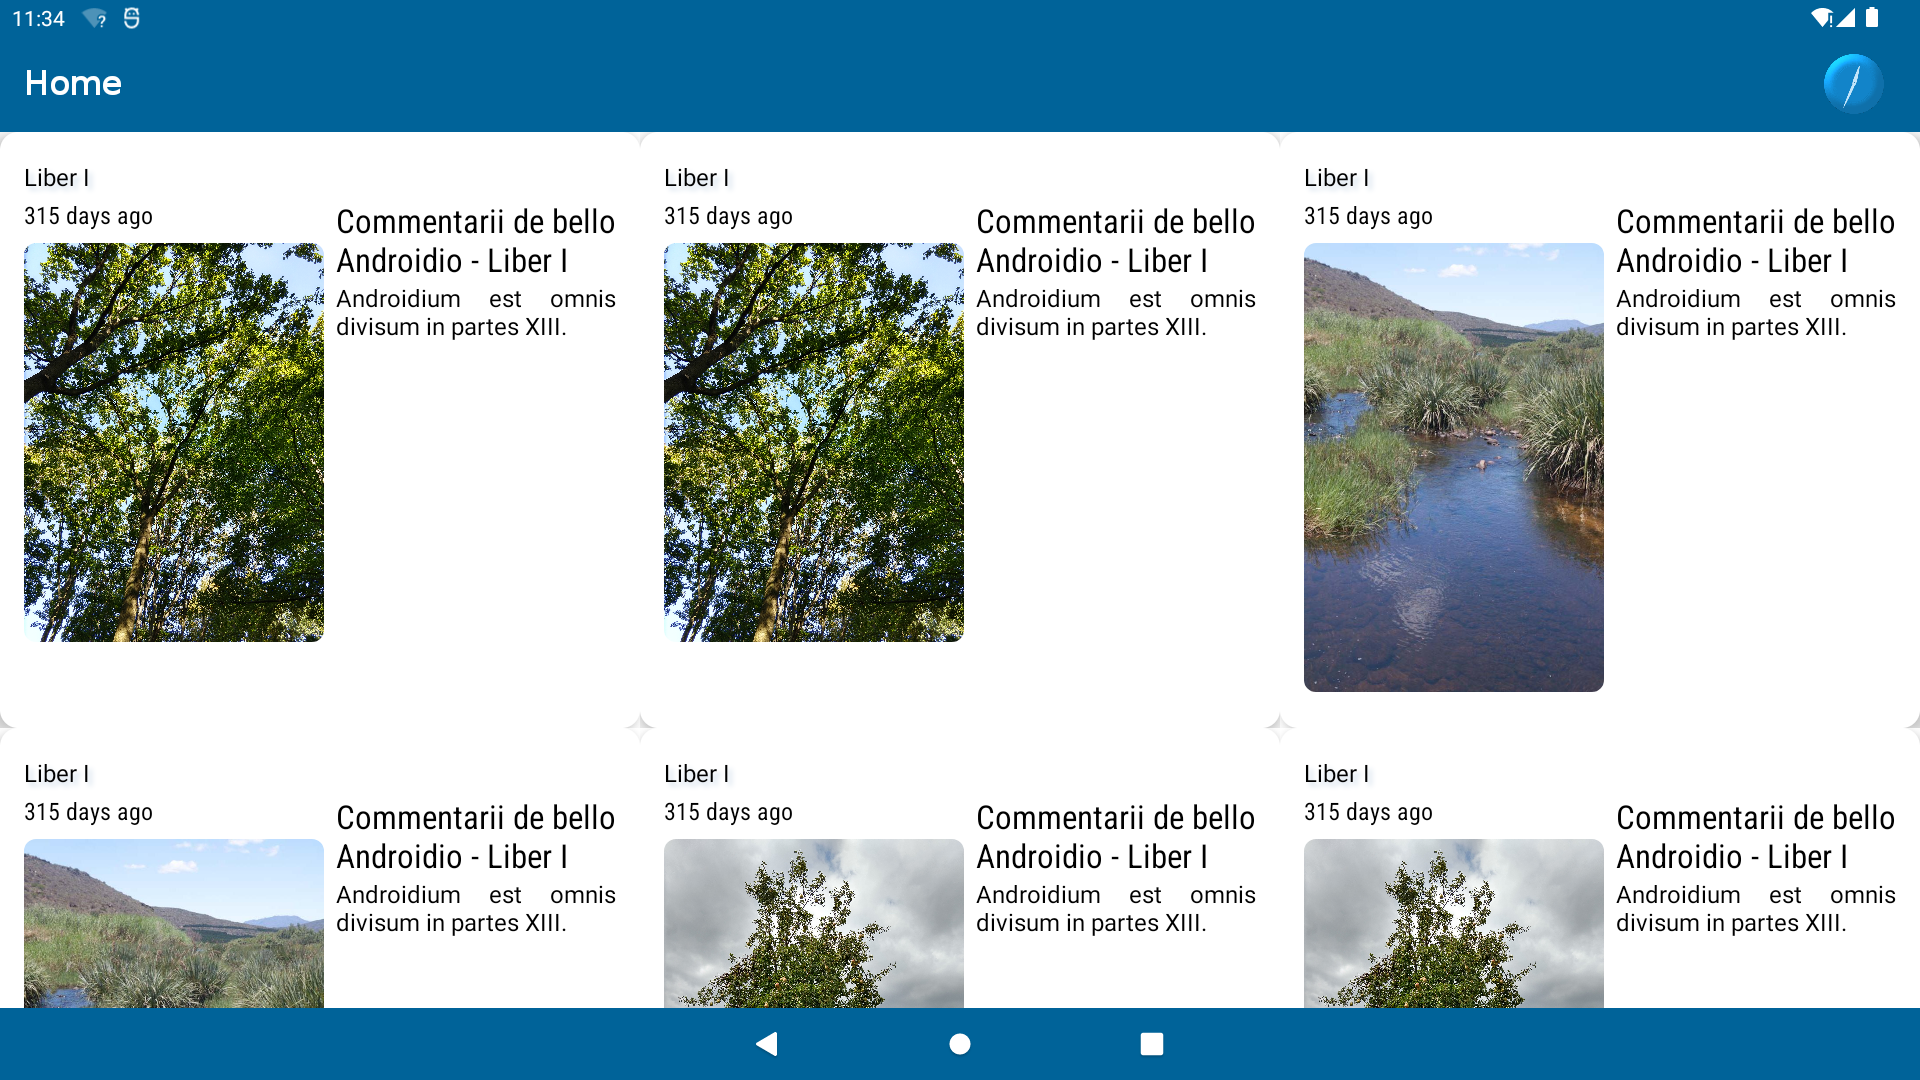 11:34
Home
Liber I
315 days ago
Commentarii de bello
Androidio - Liber I
Androidium est omnis
divisum in partes XIII.
Liber I
315 days ago
Commentarii de bello
Androidio - Liber I
Androidium est omnis
divisum in partes XIII.
Liber I
315 days ago
Commentarii de bello
Androidio - Liber I
Androidium est omnis
divisum in partes XIII.
Liber I
315 days ago
Commentarii de bello
Androidio - Liber I
Androidium est omnis
divisum in partes XIII.
Liber I
315 days ago
Commentarii de bello
Androidio - Liber I
Androidium est omnis
divisum in partes XIII.
Liber I
315 days ago
Commentarii de bello
Androidio - Liber I
Androidium est omnis
divisum in partes XIII.